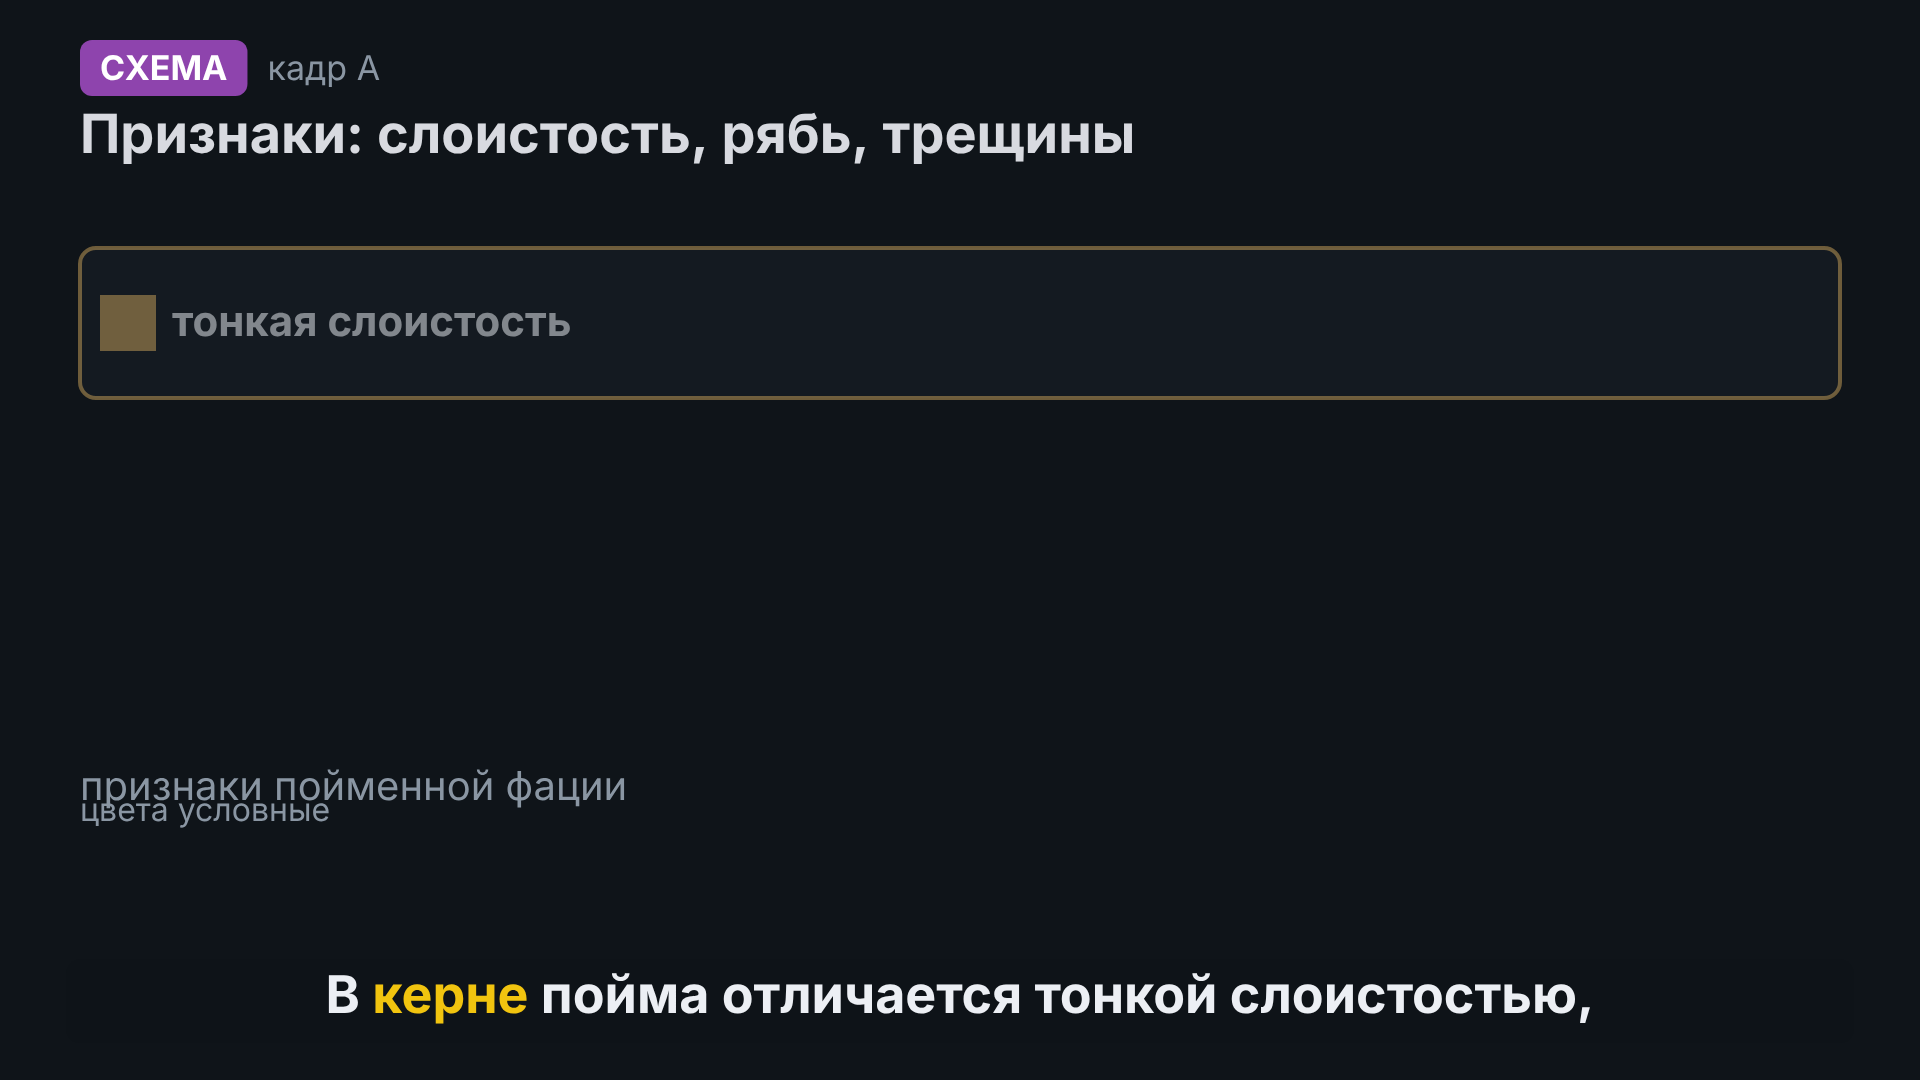 СХЕМА кадр А
Признаки: слоистость, рябь, трещины
тонкая слоистость
признаки пойменной фации
цвета условные
В керне пойма отличается тонкой слоистостью,